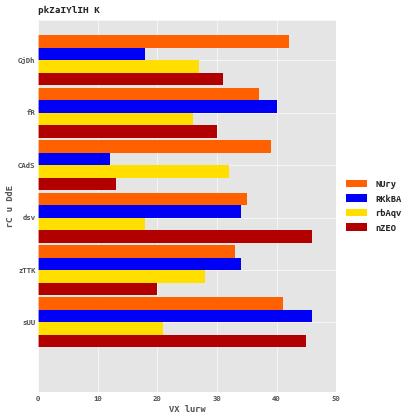 pkZaIYlIH K
GjDh
fR
CAdS
dsv
zTTK
sUU
rC u DdE
0 10 20 30 40 50
VX lurw
NUry
RKkBA
rbAqv
nZEO